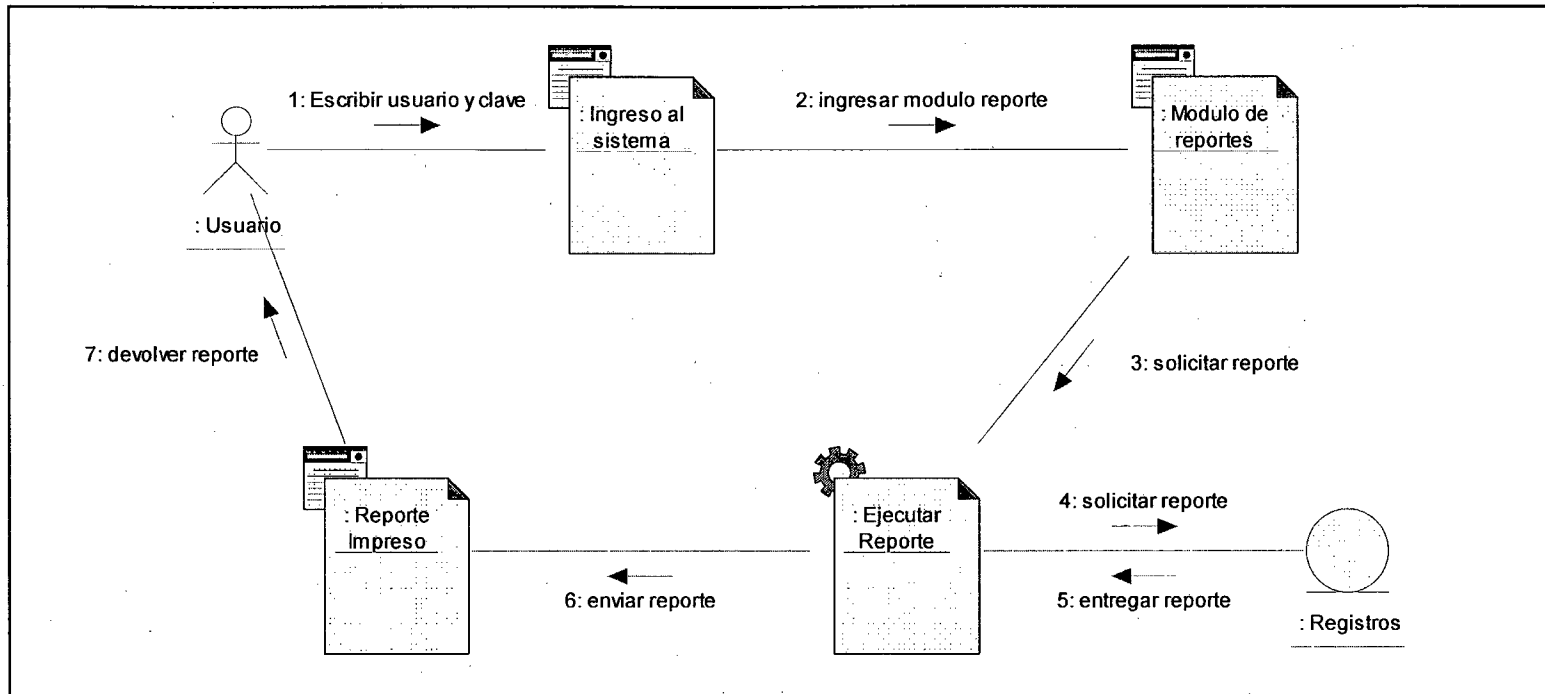 1: Escribir usuario y clave
: Ingreso al
sistema
2: ingresar modulo reporte
: Modulo de
reportes
: Usuario
7: devolver reporte
3: solicitar reporte
: Reporte
Impreso
: Ejecutar
Reporte
4: solicitar reporte
6: enviar reporte
5: entregar reporte
: Registros